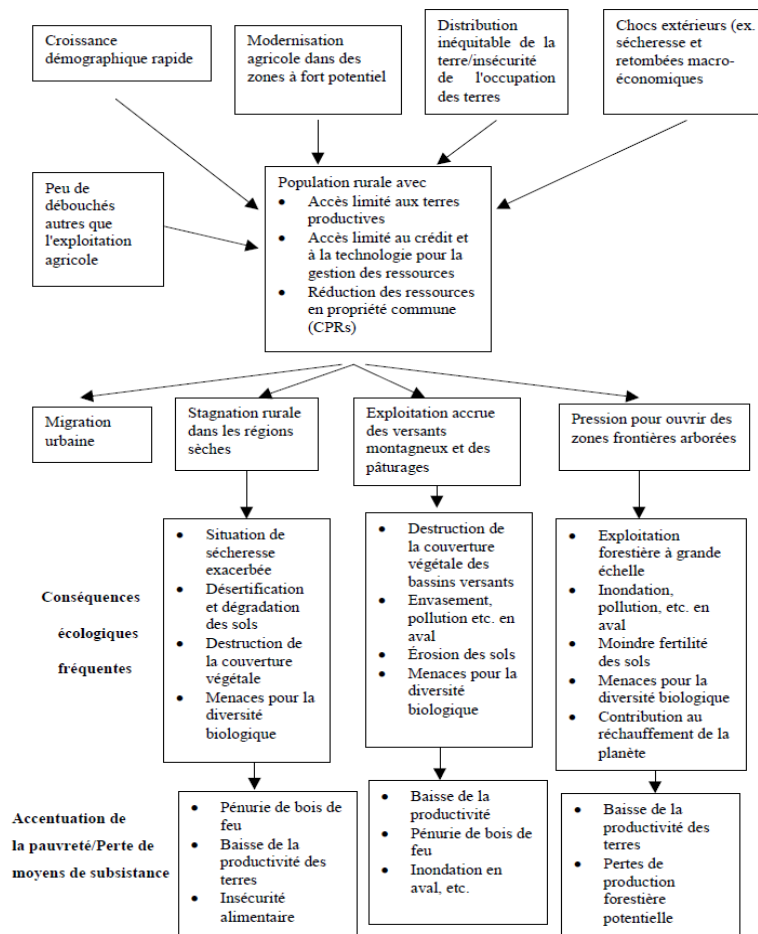 Croissance
démographique rapide
Modernisation
agricole dans des
zones à fort potentiel
Distribution
inéquitable de la
terre/insécurité
de l'occupation
des terres
Chocs extérieurs (ex.
sécheresse et
retombées macro-
économiques
Peu de
débouchés
autres que
l'exploitation
agricole
Population rurale avec
• Accès limité aux terres
productives
• Accès limité au crédit et
à la technologie pour la
gestion des ressources
• Réduction des ressources
en propriété commune
(CPRs)
Migration
urbaine
Stagnation rurale
dans les régions
sèches
Exploitation accrue
des versants
montagneux et des
pâturages
Pression pour ouvrir des
zones frontières arborées
Conséquences
écologiques
fréquentes
• Situation de
sécheresse
exacerbée
• Désertification
et dégradation
des sols
• Destruction de
la couverture
végétale
• Menaces pour la
diversité
biologique
• Destruction de
la couverture
végétale des
bassins versants
• Envasement,
pollution etc. en
aval
• Érosion des sols
• Menaces pour la
diversité
biologique
• Exploitation
forestière à grande
échelle
• Inondation,
pollution, etc. en
aval
• Moindre fertilité
des sols
• Menaces pour la
diversité biologique
• Contribution au
réchauffement de la
planète
Accentuation de
la pauvreté/Perte de
moyens de subsistance
• Pénurie de bois de
feu
• Baisse de la
productivité des
terres
• Insécurité
alimentaire
• Baisse de la
productivité
• Pénurie de bois de
feu
• Inondation en
aval, etc.
• Baisse de la
productivité des
terres
• Pertes de
production
forestière
potentielle